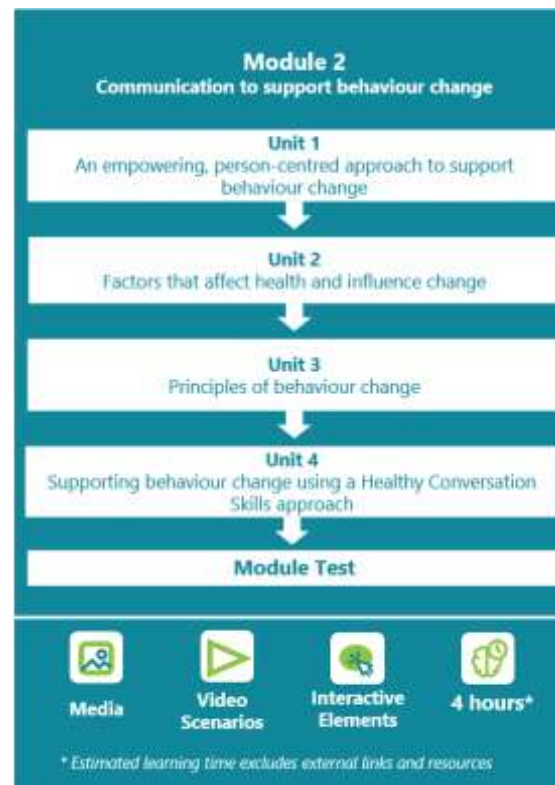 Module 2
Communication to support behaviour change
Unit 1
An empowering, person-centred approach to support
behaviour change
Unit 2
Factors that affect health and influence change
Unit 3
Principles of behaviour change
Unit 4
Supporting behaviour change using a Healthy Conversation
Skills approach
Module Test
Media
Video
Scenarios
Interactive
Elements
4 hours*
* Estimated learning time excludes external links and resources